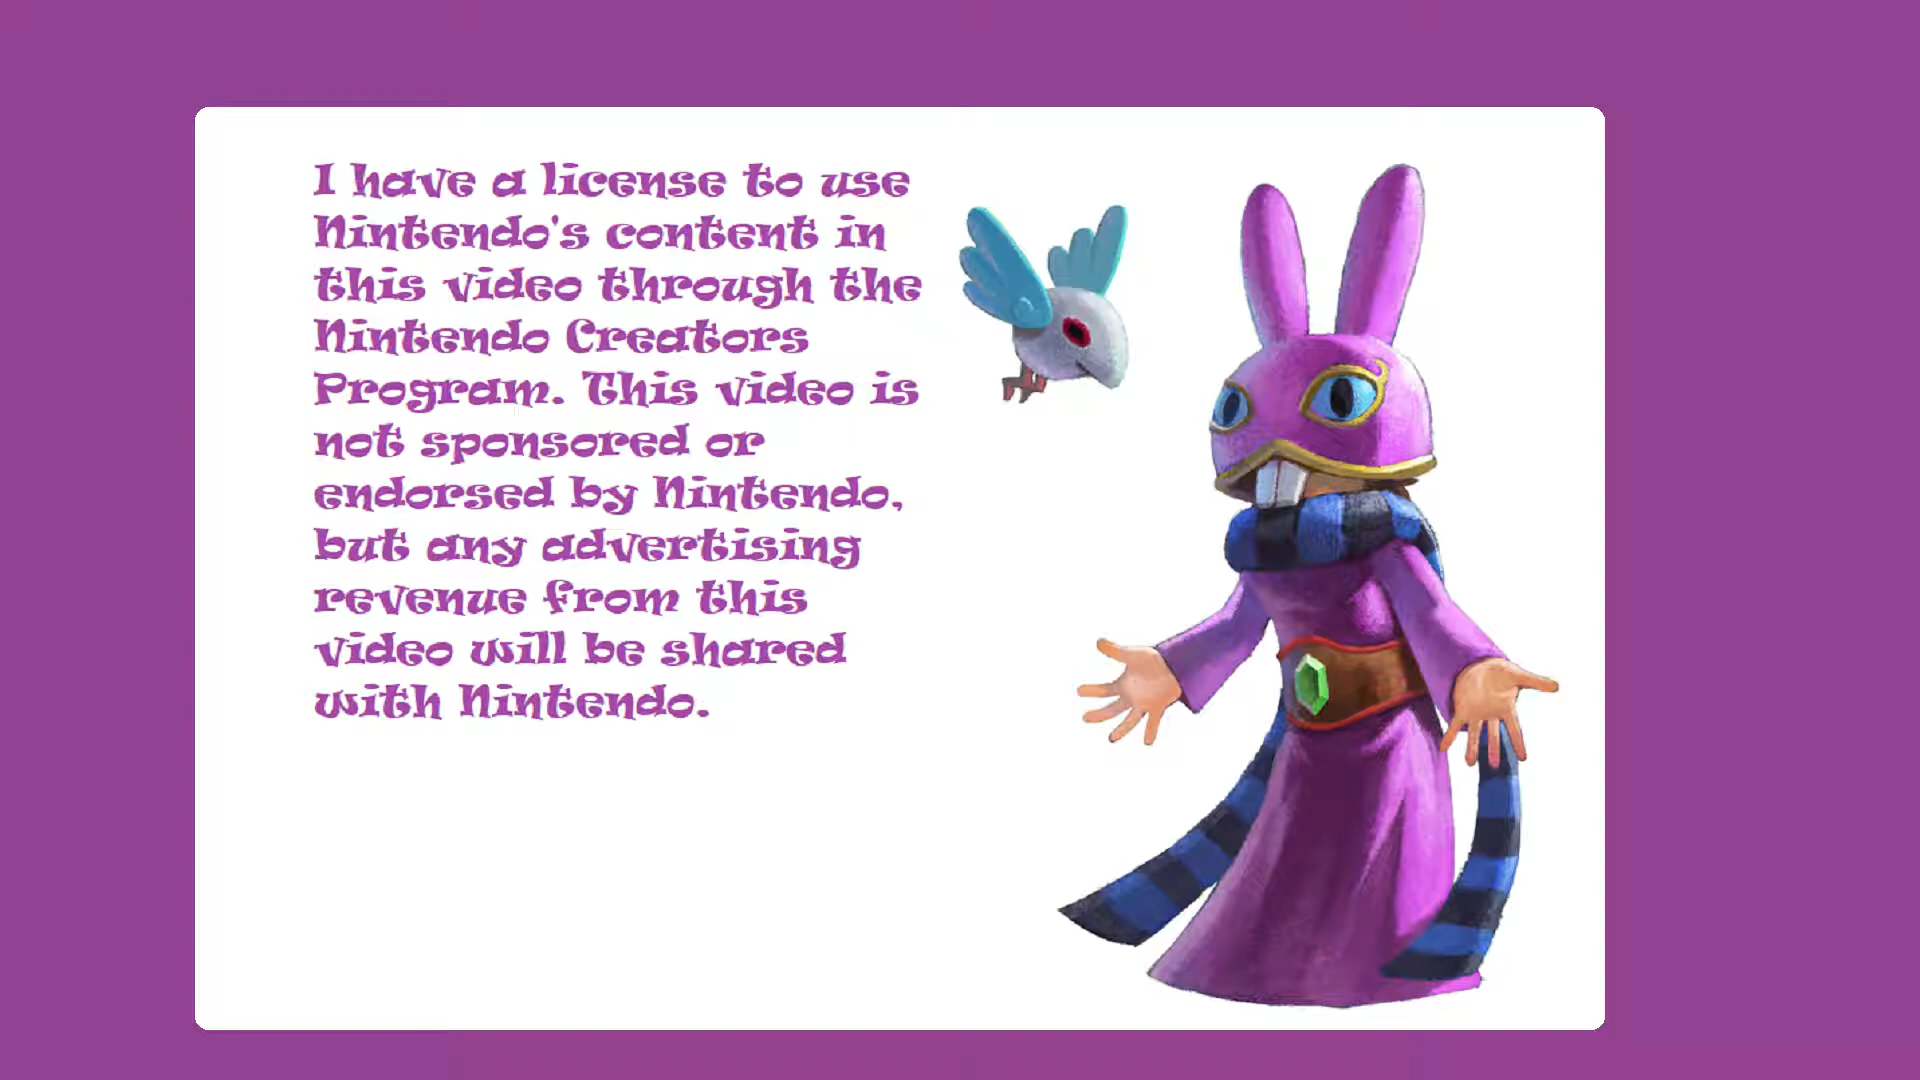 I have a license to use
Nintendo's content in
this video through the
Nintendo Creators
Program. This video is
not sponsored or
endorsed by Nintendo,
but any advertising
revenue from this
video will be shared
with Nintendo.